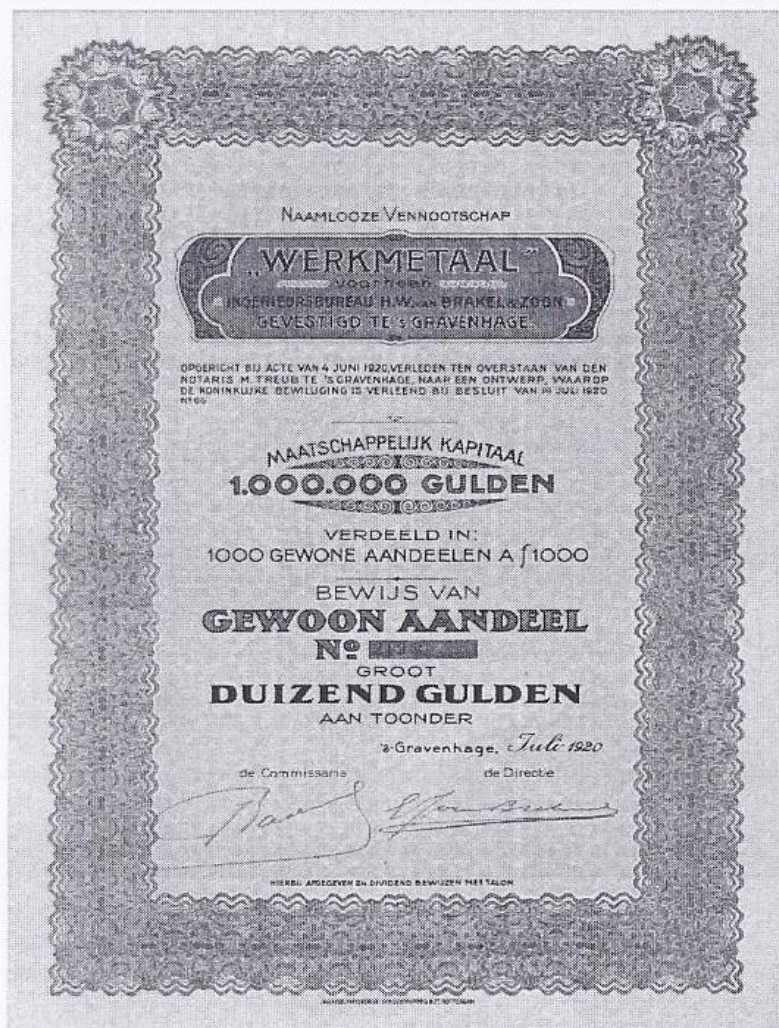 NAAMLOOZE VENNOOTSCHAP
„WERKMETAAL"
voorheen
INGENIEURSBUREAU H.W. VAN BRAKEL & ZOON
GEVESTIGD TE 'S GRAVENHAGE.
OPGERICHT BIJ ACTE VAN 4 JUNI 1920, VERLEDEN TEN OVERSTAAN VAN DEN
NOTARIS M. TREUB TE 'S GRAVENHAGE, NAAR EEN ONTWERP, WAAROP
DE KONINKLIJKE BEWILLIGING IS VERLEEND BIJ BESLUIT VAN 14 JULI 1920
MAATSCHAPPELIJK KAPITAAL
1.000.000 GULDEN
VERDEELD IN:
1000 GEWONE AANDEELEN A ƒ1000
BEWIJS VAN
GEWOON AANDEEL
Nº
GROOT
DUIZEND GULDEN
AAN TOONDER
's-Gravenhage, Juli 1920
de Commissaris de Directie
HIERBIJ AFGEGEVEN 24 DIVIDEND BEWIJZEN MET TALON.